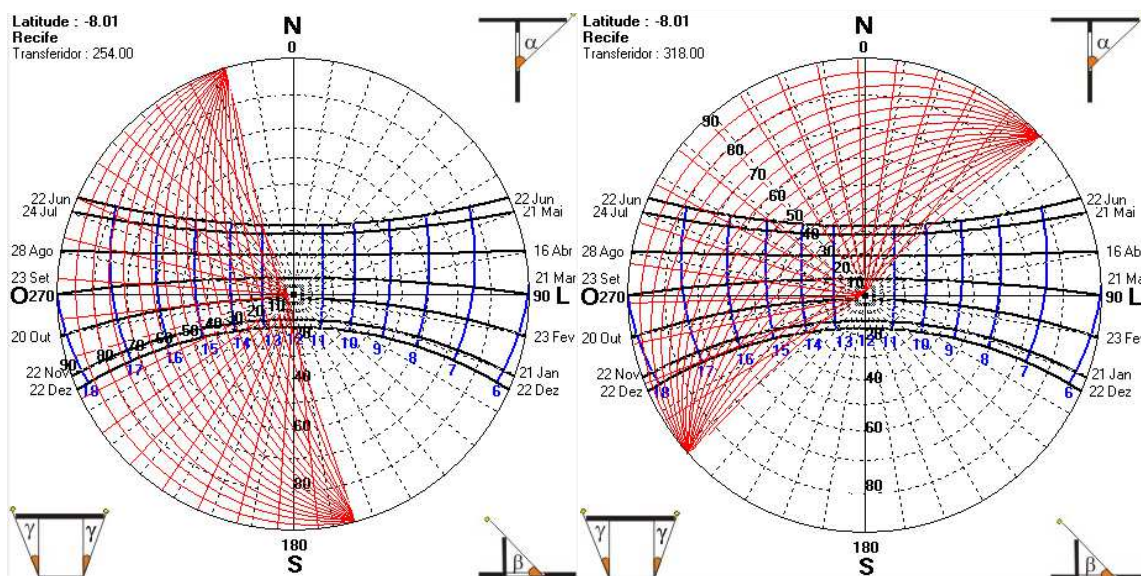 Latitude : -8.01
Recife
Transferidor : 254.00
N
0
α
22 Jun
24 Jul
28 Ago
23 Set
O 270
20 Out
22 Nov
22 Dez
22 Jun
21 Mai
16 Abr
21 Mar
90 L
23 Fev
21 Jan
22 Dez
90 80 70 60 50 40 30 20 10
18 17 16 15 14 13 12 11 10 9 8 7 6
20
40
60
80
180
S
γ γ
β
Latitude : -8.01
Recife
Transferidor : 318.00
N
0
α
90
80
70
60
50
40
30
20
10
22 Jun
24 Jul
28 Ago
23 Set
O 270
20 Out
22 Nov
22 Dez
22 Jun
21 Mai
16 Abr
21 Mar
90 L
23 Fev
21 Jan
22 Dez
18 17 16 15 14 13 12 11 10 9 8 7 6
20
40
60
80
180
S
γ γ
β